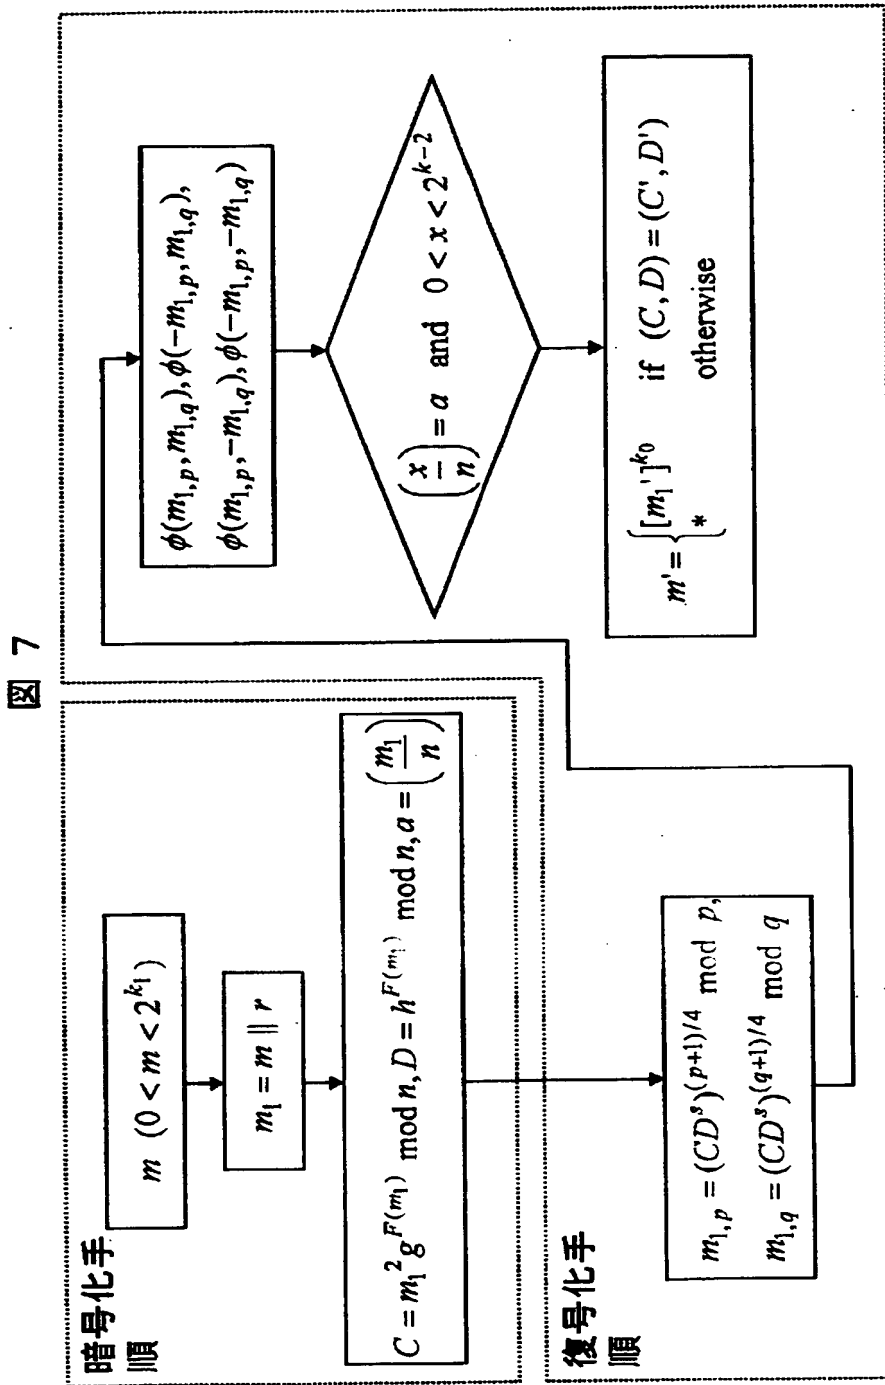 図 7
暗号化手
順
m (0 < m < 2^{k_1})
m_1 = m || r
C = m_1^2 g^{F(m_1)} mod n, D = h^{F(m_1)} mod n, a = (m_1/n)
復号化手
順
m_{1,p} = (CD^s)^{(p+1)/4} mod p,
m_{1,q} = (CD^s)^{(q+1)/4} mod q
ϕ(m_{1,p}, m_{1,q}), ϕ(-m_{1,p}, m_{1,q}),
ϕ(m_{1,p}, -m_{1,q}), ϕ(-m_{1,p}, -m_{1,q})
(x/n) = a and 0 < x < 2^{k-2}
m' = { [m_1']^{k_0} if (C, D) = (C', D')
* otherwise